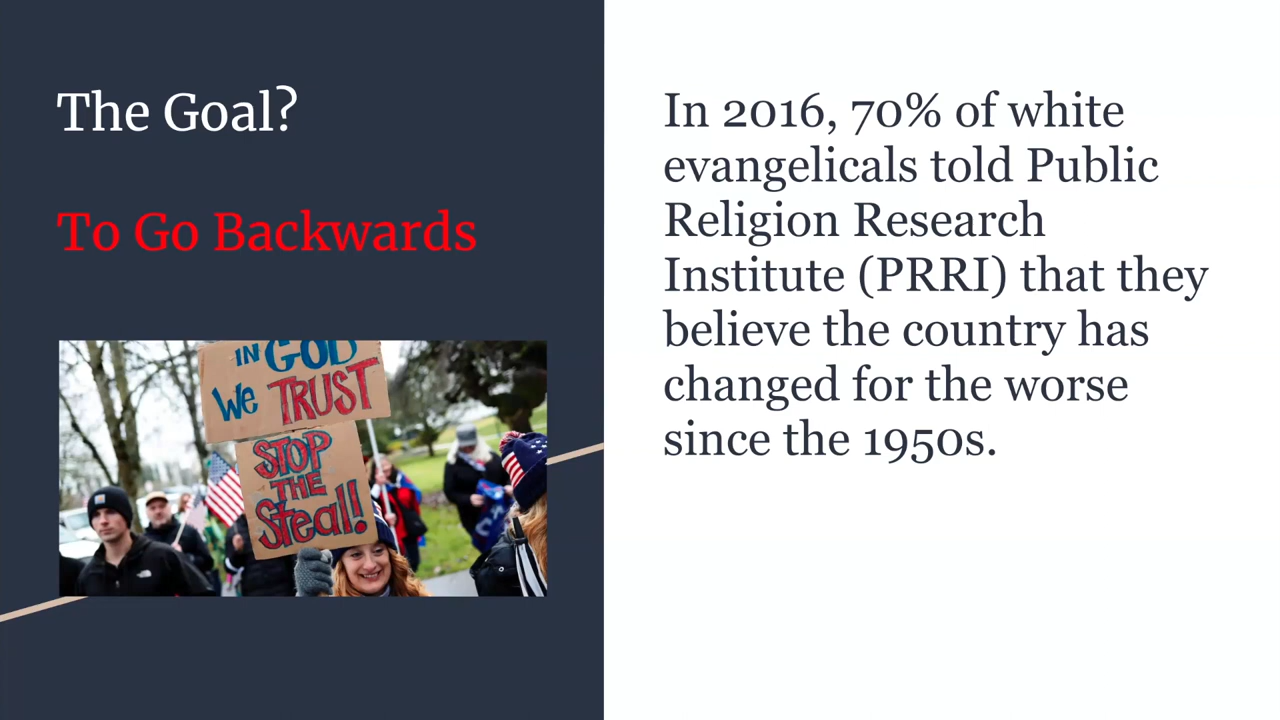 The Goal?
To Go Backwards
IN GOD
WE TRUST
STOP
THE
Steal!
In 2016, 70% of white
evangelicals told Public
Religion Research
Institute (PRRI) that they
believe the country has
changed for the worse
since the 1950s.